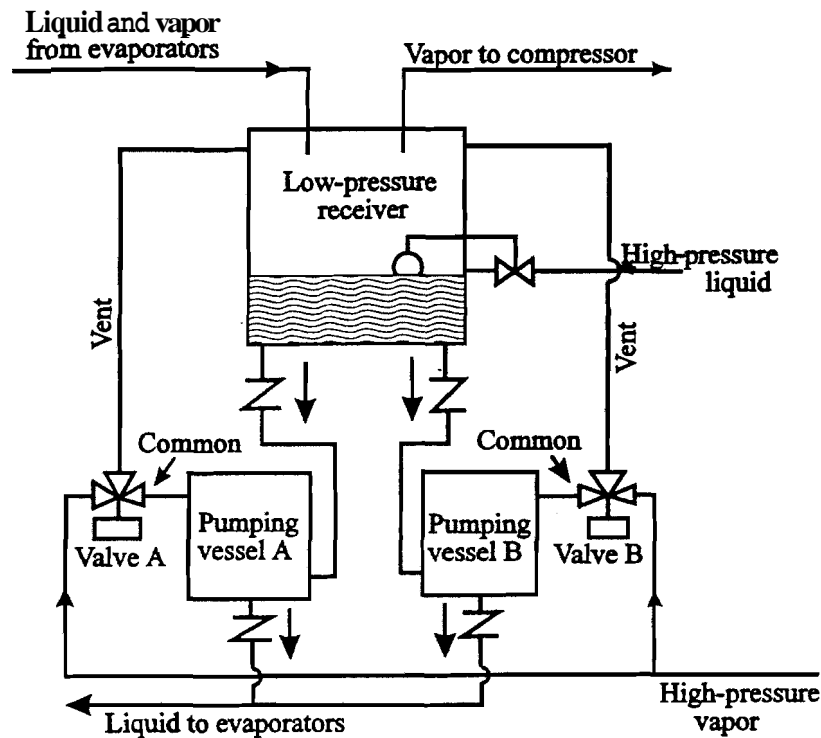 Liquid and vapor
from evaporators
Vapor to compressor
Low-pressure
receiver
High-pressure
liquid
Vent
Vent
Common
Common
Pumping
vessel A
Pumping
vessel B
Valve A
Valve B
High-pressure
vapor
Liquid to evaporators